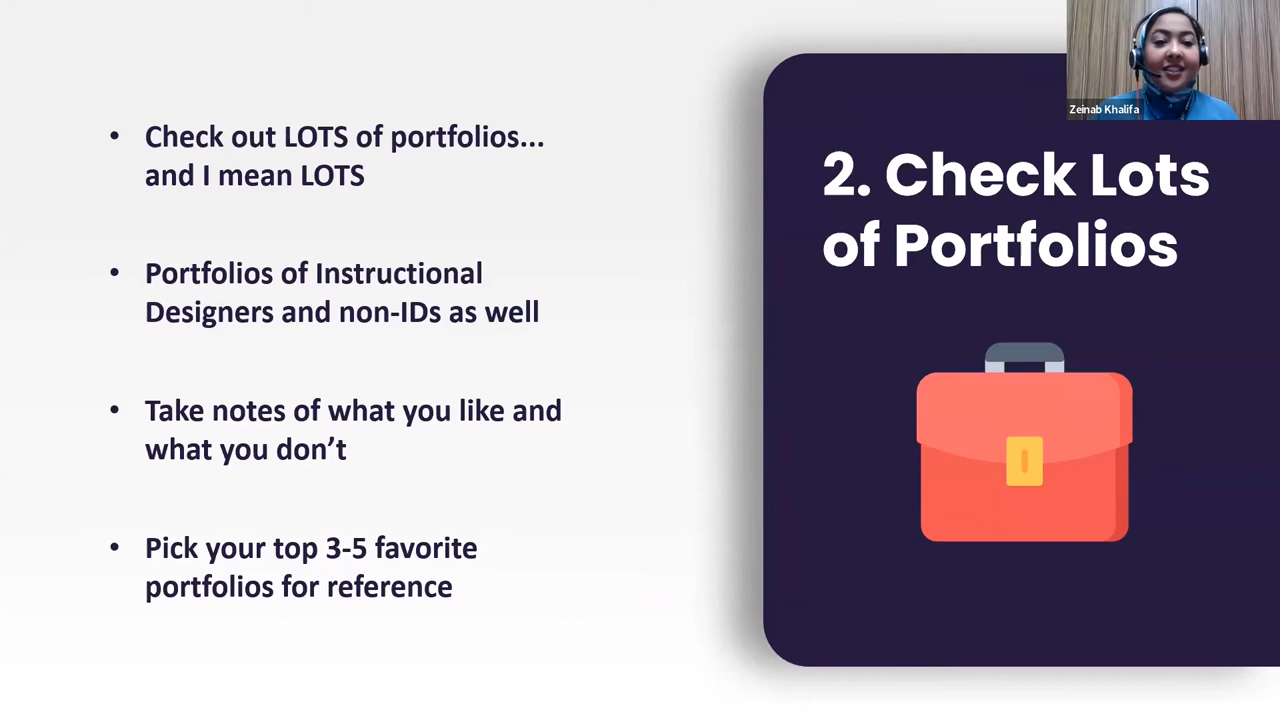 • Check out LOTS of portfolios...
and I mean LOTS
• Portfolios of Instructional
Designers and non-IDs as well
• Take notes of what you like and
what you don’t
• Pick your top 3-5 favorite
portfolios for reference
Zeinab Khalifa
2. Check Lots
of Portfolios